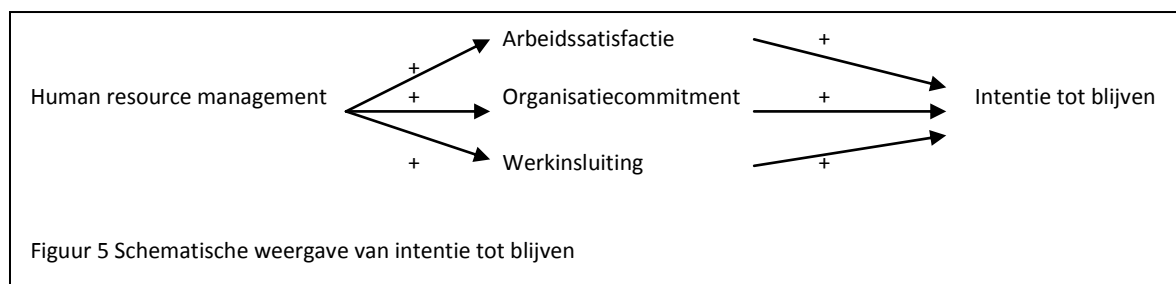 Arbeidssatisfactie +
+
Human resource management + Organisatiecommitment + Intentie tot blijven
+ Werkinsluiting +
Figuur 5 Schematische weergave van intentie tot blijven